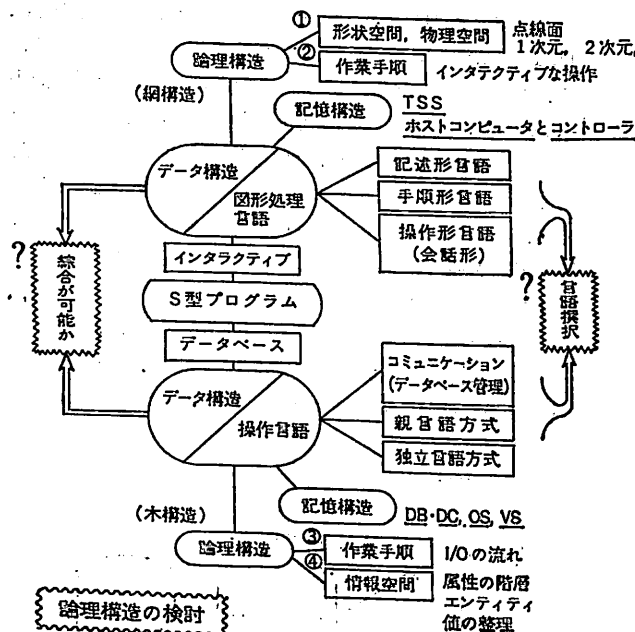 ①
形状空間,物理空間
点線面
1次元,2次元,
②
論理構造
作業手順
インタテクティブな操作
(網構造)
記憶構造
TSS
ホストコンピュータとコントローラ
データ構造
図形処理
言語
記述形言語
手順形言語
操作形言語
(会話形)
?
綜合が可能か
インタラクティブ
S型プログラム
データベース
?
言語撰択
データ構造
操作言語
コミュニケーション
(データベース管理)
親言語方式
独立言語方式
(木構造)
記憶構造
DB・DC, OS, VS
論理構造
③
作業手順
I/Oの流れ
④
情報空間
属性の階層
エンティティ
値の整理
論理構造の検討